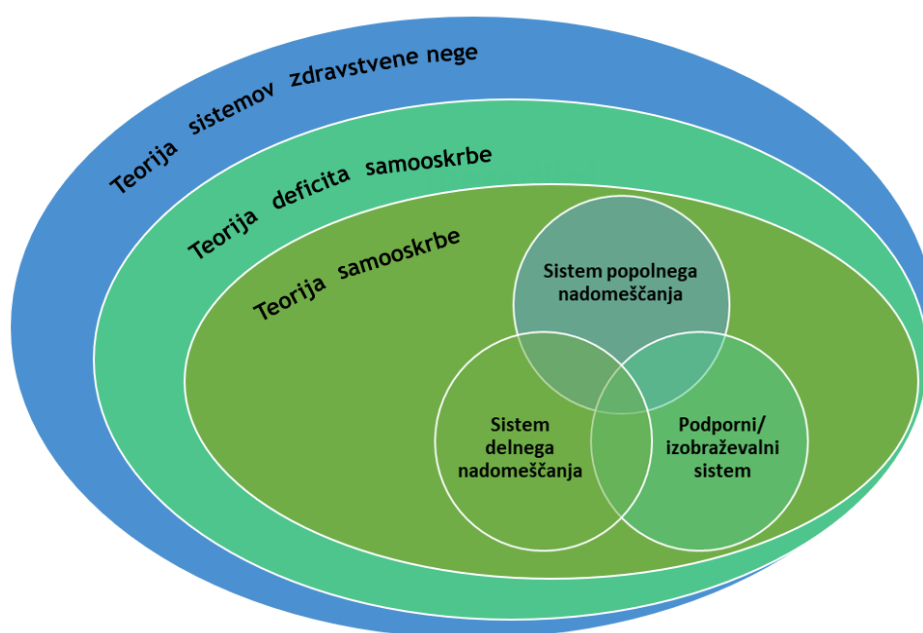 Teorija sistemov zdravstvene nege
Teorija deficita samooskrbe
Teorija samooskrbe
Sistem popolnega
nadomeščanja
Sistem
delnega
nadomeščanja
Podporni/
izobraževalni
sistem